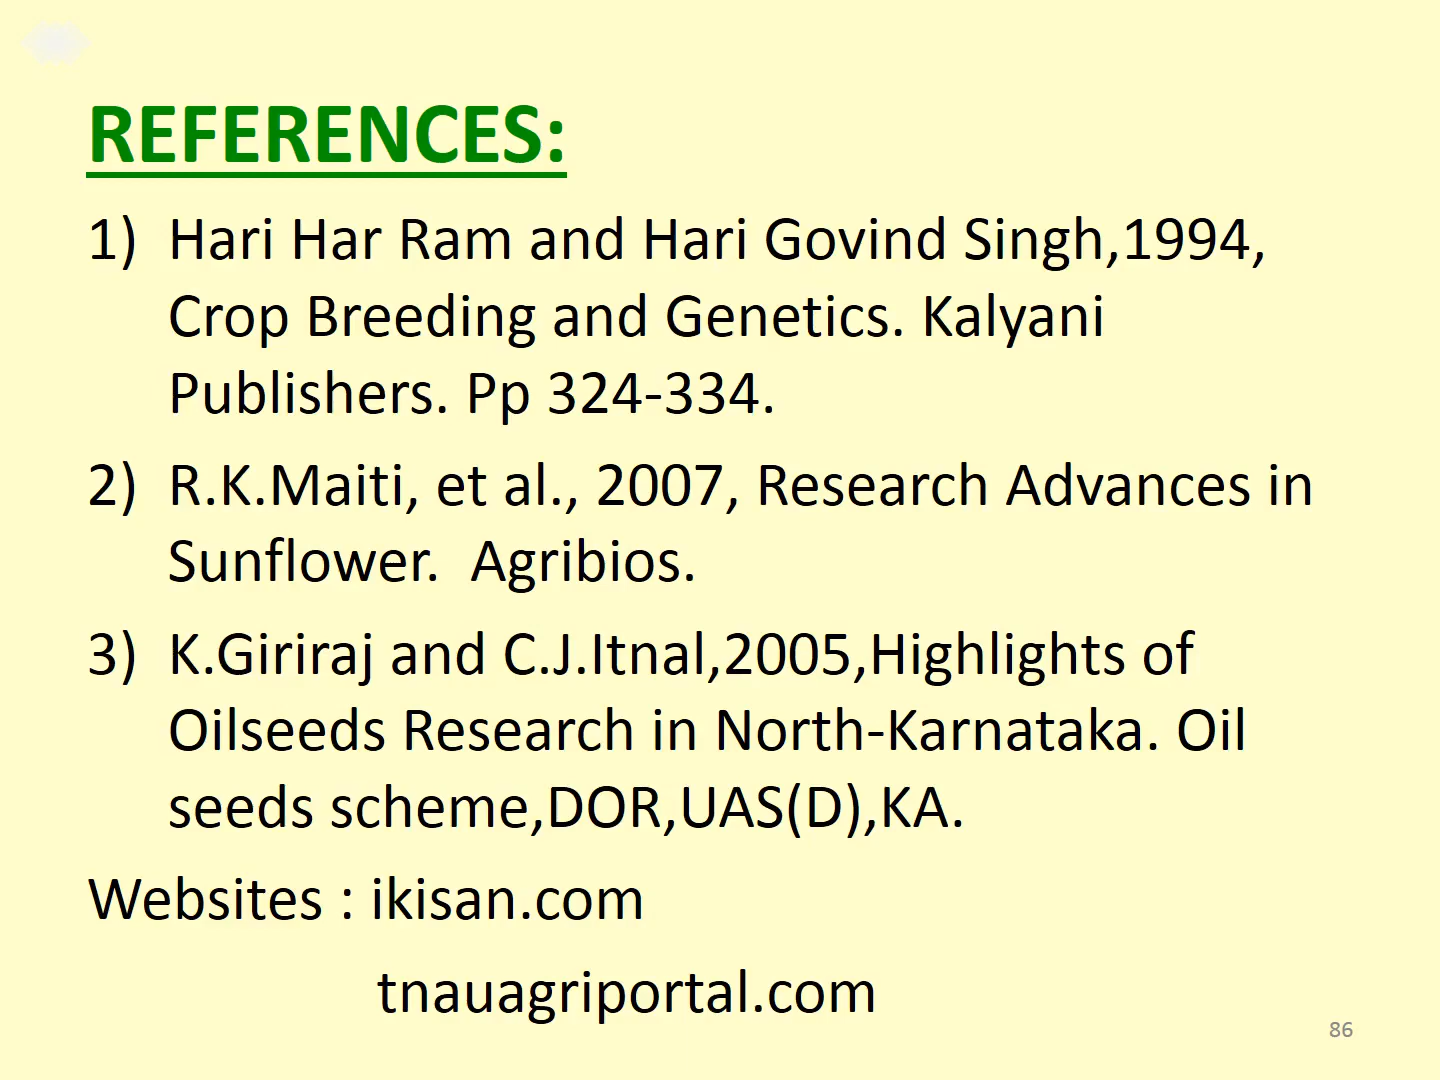 REFERENCES:
1) Hari Har Ram and Hari Govind Singh,1994,
Crop Breeding and Genetics. Kalyani
Publishers. Pp 324-334.
2) R.K.Maiti, et al., 2007, Research Advances in
Sunflower.  Agribios.
3) K.Giriraj and C.J.Itnal,2005,Highlights of
Oilseeds Research in North-Karnataka. Oil
seeds scheme,DOR,UAS(D),KA.
Websites : ikisan.com
tnauagriportal.com
86